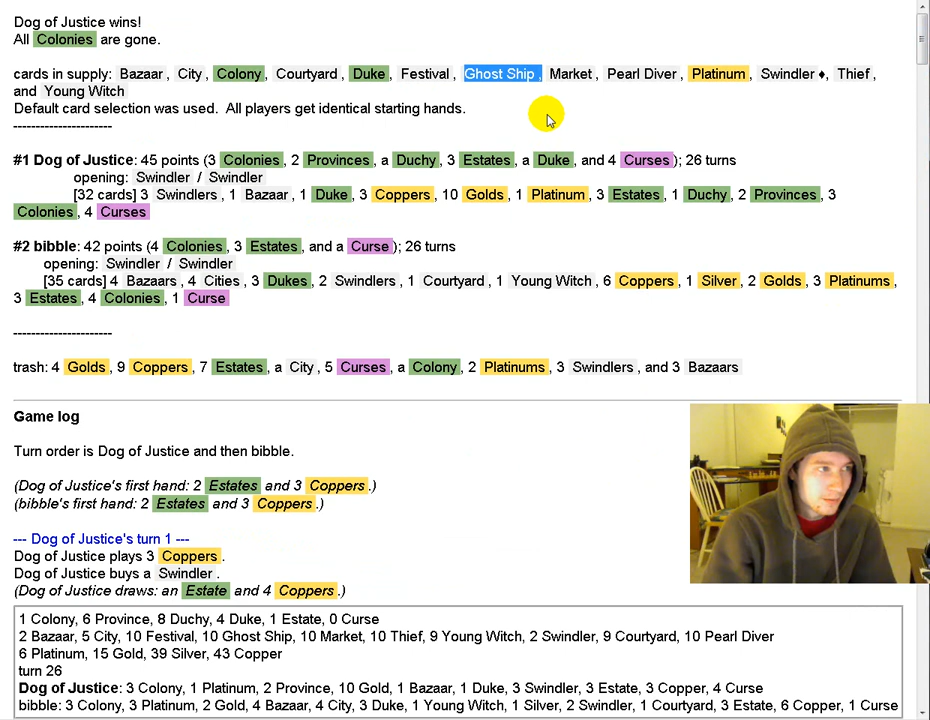 Dog of Justice wins!
All Colonies are gone.
cards in supply: Bazaar, City, Colony, Courtyard, Duke, Festival, Ghost Ship, Market, Pearl Diver, Platinum, Swindler ♦, Thief,
and Young Witch
Default card selection was used. All players get identical starting hands.
----------------------
#1 Dog of Justice: 45 points (3 Colonies, 2 Provinces, a Duchy, 3 Estates, a Duke, and 4 Curses); 26 turns
opening: Swindler / Swindler
[32 cards] 3 Swindlers, 1 Bazaar, 1 Duke, 3 Coppers, 10 Golds, 1 Platinum, 3 Estates, 1 Duchy, 2 Provinces, 3
Colonies, 4 Curses
#2 bibble: 42 points (4 Colonies, 3 Estates, and a Curse); 26 turns
opening: Swindler / Swindler
[35 cards] 4 Bazaars, 4 Cities, 3 Dukes, 2 Swindlers, 1 Courtyard, 1 Young Witch, 6 Coppers, 1 Silver, 2 Golds, 3 Platinums,
3 Estates, 4 Colonies, 1 Curse
----------------------
trash: 4 Golds, 9 Coppers, 7 Estates, a City, 5 Curses, a Colony, 2 Platinums, 3 Swindlers, and 3 Bazaars
Game log
Turn order is Dog of Justice and then bibble.
(Dog of Justice's first hand: 2 Estates and 3 Coppers.)
(bibble's first hand: 2 Estates and 3 Coppers.)
--- Dog of Justice's turn 1 ---
Dog of Justice plays 3 Coppers.
Dog of Justice buys a Swindler.
(Dog of Justice draws: an Estate and 4 Coppers.)
1 Colony, 6 Province, 8 Duchy, 4 Duke, 1 Estate, 0 Curse
2 Bazaar, 5 City, 10 Festival, 10 Ghost Ship, 10 Market, 10 Thief, 9 Young Witch, 2 Swindler, 9 Courtyard, 10 Pearl Diver
6 Platinum, 15 Gold, 39 Silver, 43 Copper
turn 26
Dog of Justice: 3 Colony, 1 Platinum, 2 Province, 10 Gold, 1 Bazaar, 1 Duke, 3 Swindler, 3 Estate, 3 Copper, 4 Curse
bibble: 3 Colony, 3 Platinum, 2 Gold, 4 Bazaar, 4 City, 3 Duke, 1 Young Witch, 1 Silver, 2 Swindler, 1 Courtyard, 3 Estate, 6 Copper, 1 Curse